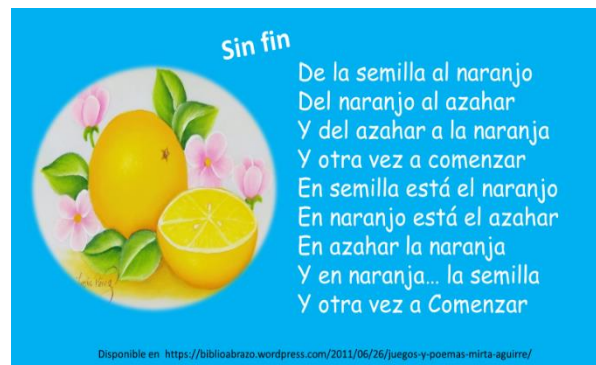 Sin fin
De la semilla al naranjo
Del naranjo al azahar
Y del azahar a la naranja
Y otra vez a comenzar
En semilla está el naranjo
En naranjo está el azahar
En azahar la naranja
Y en naranja… la semilla
Y otra vez a Comenzar
Disponible en https://biblioabrazo.wordpress.com/2011/06/26/juegos-y-poemas-mirta-aguirre/